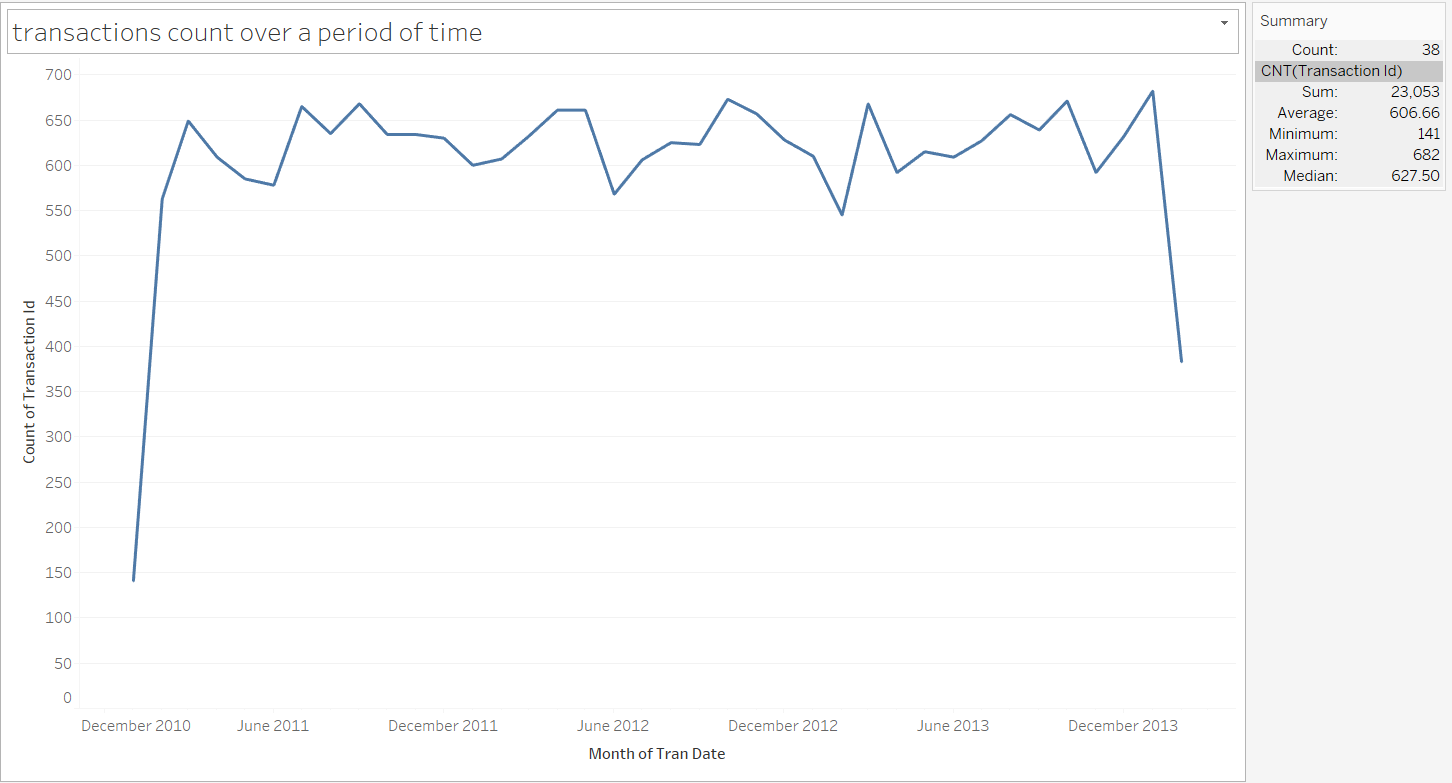 transactions count over a period of time
700
650
600
550
500
450
400
350
300
250
200
150
100
50
0
Count of Transaction Id
December 2010 June 2011 December 2011 June 2012 December 2012 June 2013 December 2013
Month of Tran Date
Summary
Count: 38
CNT(Transaction Id)
Sum: 23,053
Average: 606.66
Minimum: 141
Maximum: 682
Median: 627.50